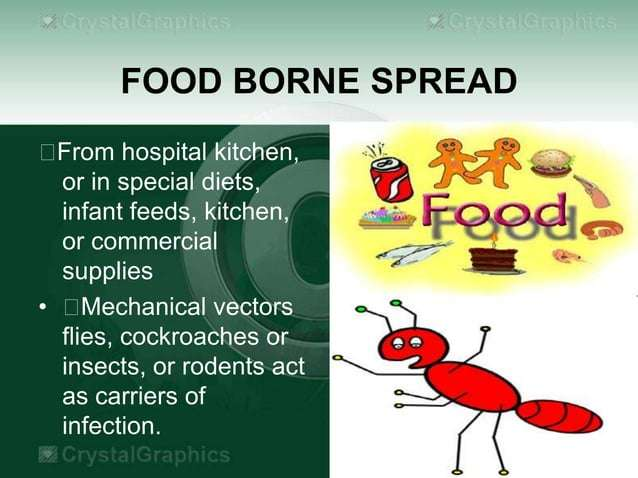 CrystalGraphics CrystalGraphics
FOOD BORNE SPREAD
From hospital kitchen,
or in special diets,
infant feeds, kitchen,
or commercial
supplies
• Mechanical vectors
flies, cockroaches or
insects, or rodents act
as carriers of
infection.
Food
CrystalGraphics